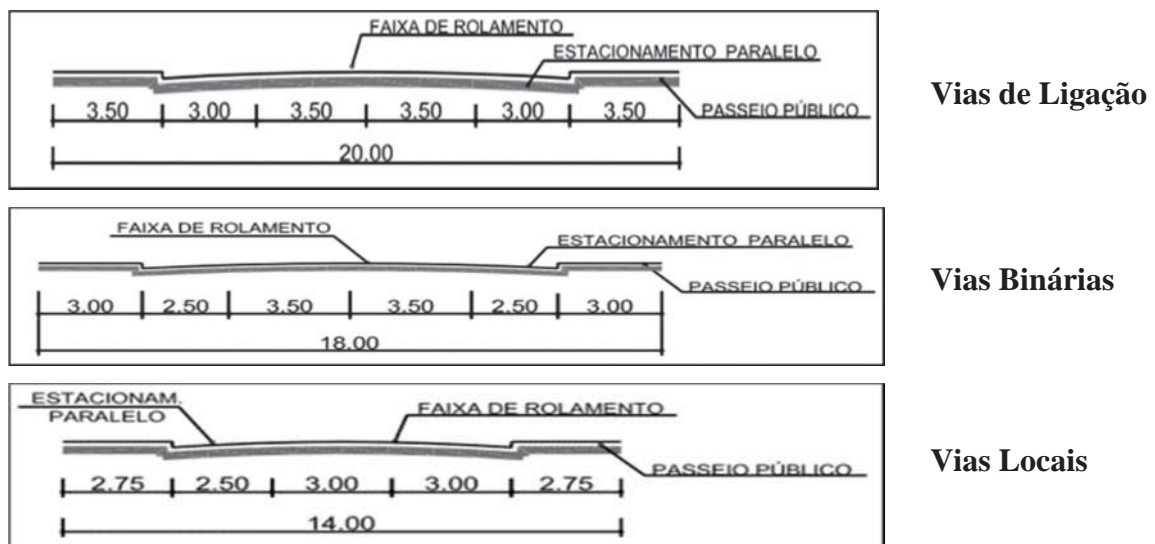 FAIXA DE ROLAMENTO
ESTACIONAMENTO PARALELO
PASSEIO PÚBLICO
3.50 3.00 3.50 3.50 3.00 3.50
20.00
Vias de Ligação
FAIXA DE ROLAMENTO
ESTACIONAMENTO PARALELO
PASSEIO PÚBLICO
3.00 2.50 3.50 3.50 2.50 3.00
18.00
Vias Binárias
ESTACIONAM.
PARALELO
FAIXA DE ROLAMENTO
PASSEIO PÚBLICO
2.75 2.50 3.00 3.00 2.75
14.00
Vias Locais